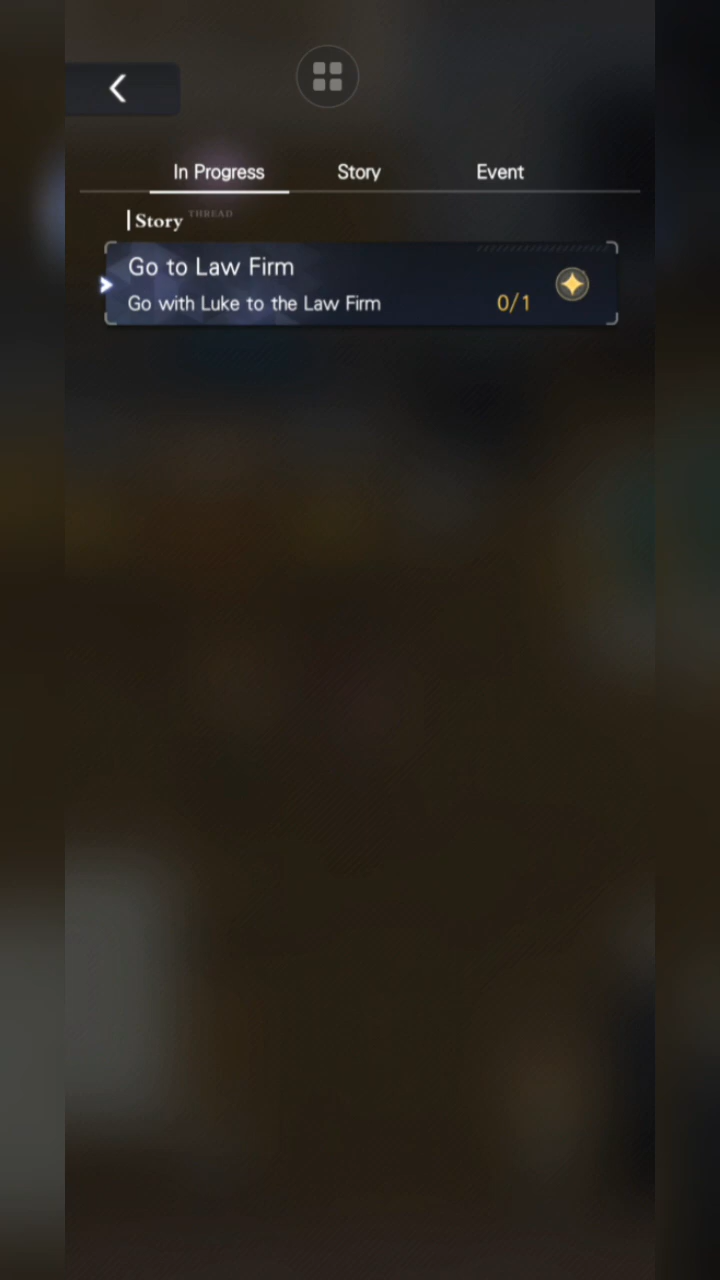 In Progress Story Event
Story THREAD
Go to Law Firm
Go with Luke to the Law Firm 0/1